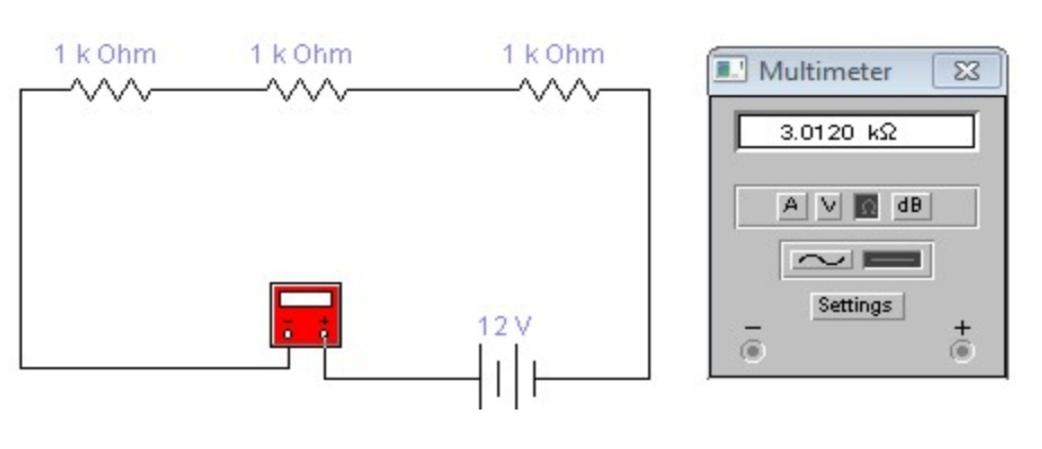 1 k Ohm 1 k Ohm 1 k Ohm
Multimeter
3.0120 kΩ
A V Ω dB
Settings
- +
- +
12 V